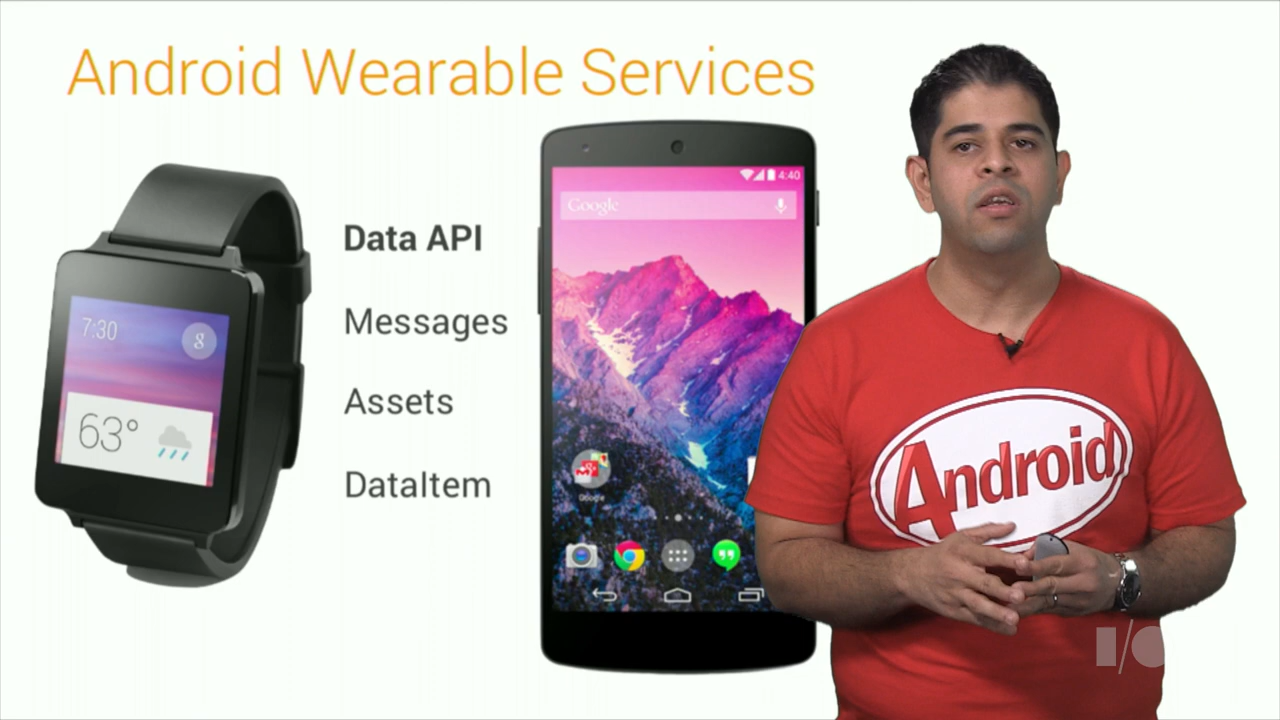 Android Wearable Services
7:30
g
63°
Data API
Messages
Assets
DataItem
4:40
Google
Google
Android
I/O